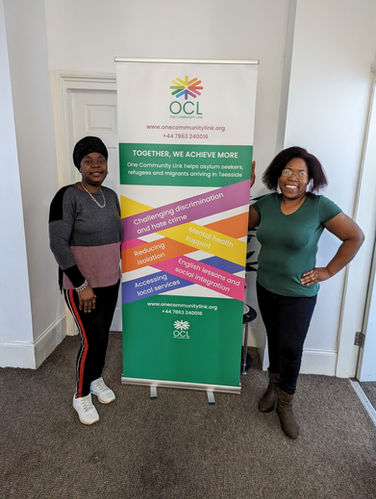 OCL
ONE COMMUNITY LINK
www.onecommunitylink.org
+44 7863 240016
TOGETHER, WE ACHIEVE MORE
One Community Link helps asylum seekers,
refugees and migrants arriving in Teesside
Challenging discrimination
and hate crime
Mental health
support
Reducing
isolation
English lessons and
social integration
Accessing
local services
www.onecommunitylink.org
+44 7863 240016
OCL